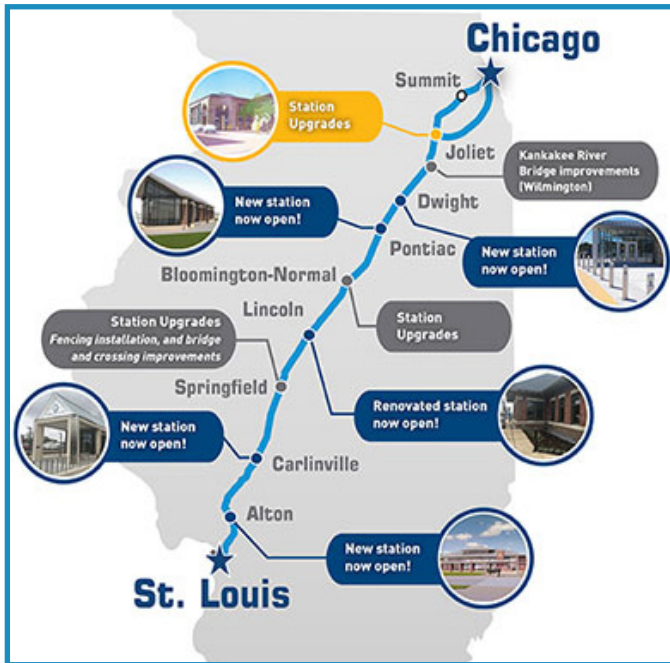 Chicago
Summit
Station
Upgrades
Joliet
Kankakee River
Bridge improvements
(Wilmington)
Dwight
New station
now open!
Pontiac
New station
now open!
Bloomington-Normal
Lincoln
Station Upgrades
Fencing installation, and bridge
and crossing improvements
Station
Upgrades
Springfield
Renovated station
now open!
New station
now open!
Carlinville
Alton
New station
now open!
St. Louis